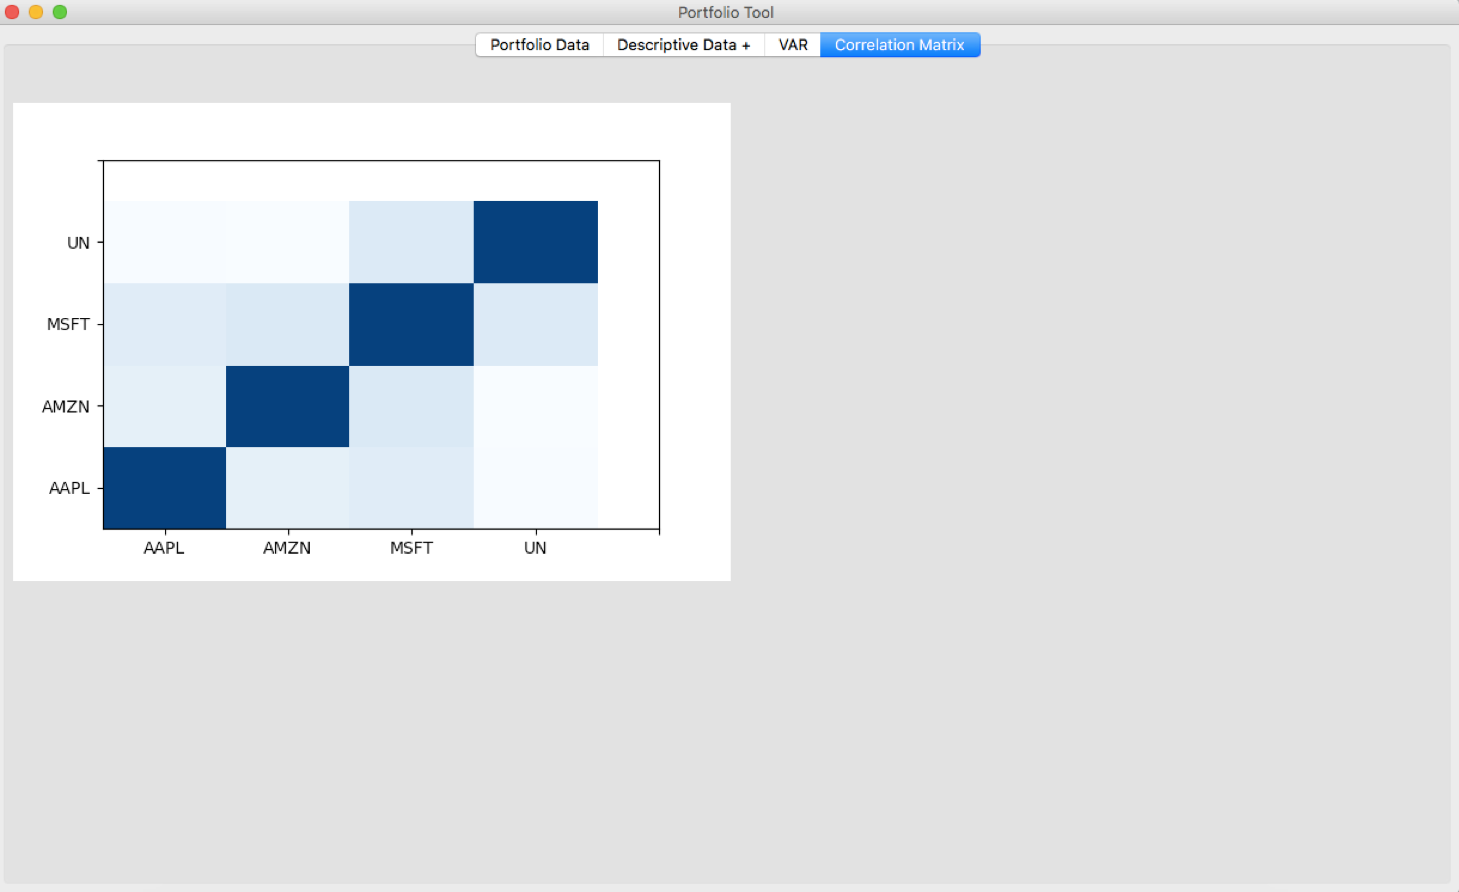 Portfolio Tool
Portfolio Data Descriptive Data + VAR Correlation Matrix
UN
MSFT
AMZN
AAPL
AAPL AMZN MSFT UN